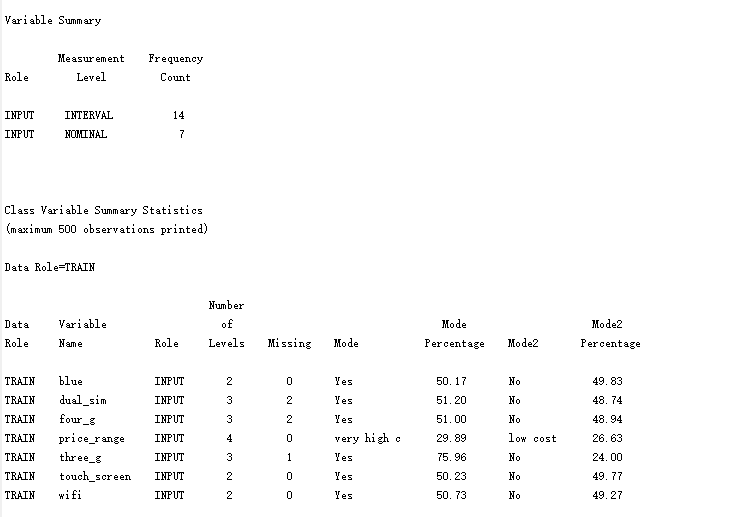 Variable Summary
Measurement Frequency
Role Level Count
INPUT INTERVAL 14
INPUT NOMINAL 7
Class Variable Summary Statistics
(maximum 500 observations printed)
Data Role=TRAIN
Number
Data Variable of Mode Mode2
Role Name Role Levels Missing Mode Percentage Mode2 Percentage
TRAIN blue INPUT 2 0 Yes 50.17 No 49.83
TRAIN dual_sim INPUT 3 2 Yes 51.20 No 48.74
TRAIN four_g INPUT 3 2 Yes 51.00 No 48.94
TRAIN price_range INPUT 4 0 very high c 29.89 low cost 26.63
TRAIN three_g INPUT 3 1 Yes 75.96 No 24.00
TRAIN touch_screen INPUT 2 0 Yes 50.23 No 49.77
TRAIN wifi INPUT 2 0 Yes 50.73 No 49.27